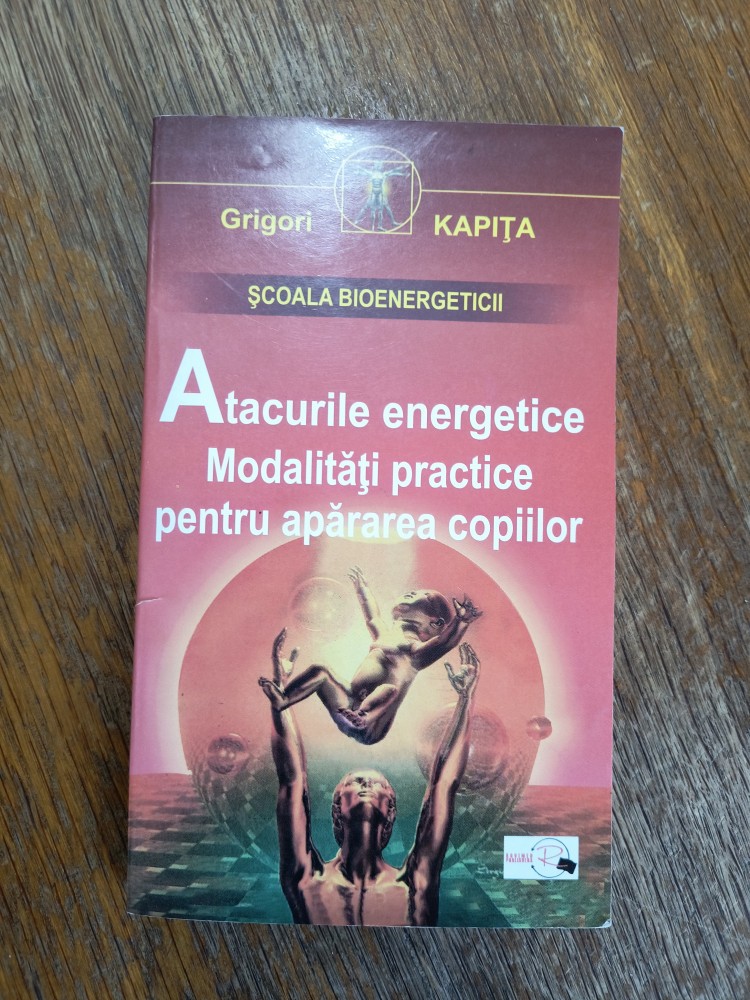 Grigori KAPIŢA
ŞCOALA BIOENERGETICII
Atacurile energetice
Modalităţi practice
pentru apărarea copiilor